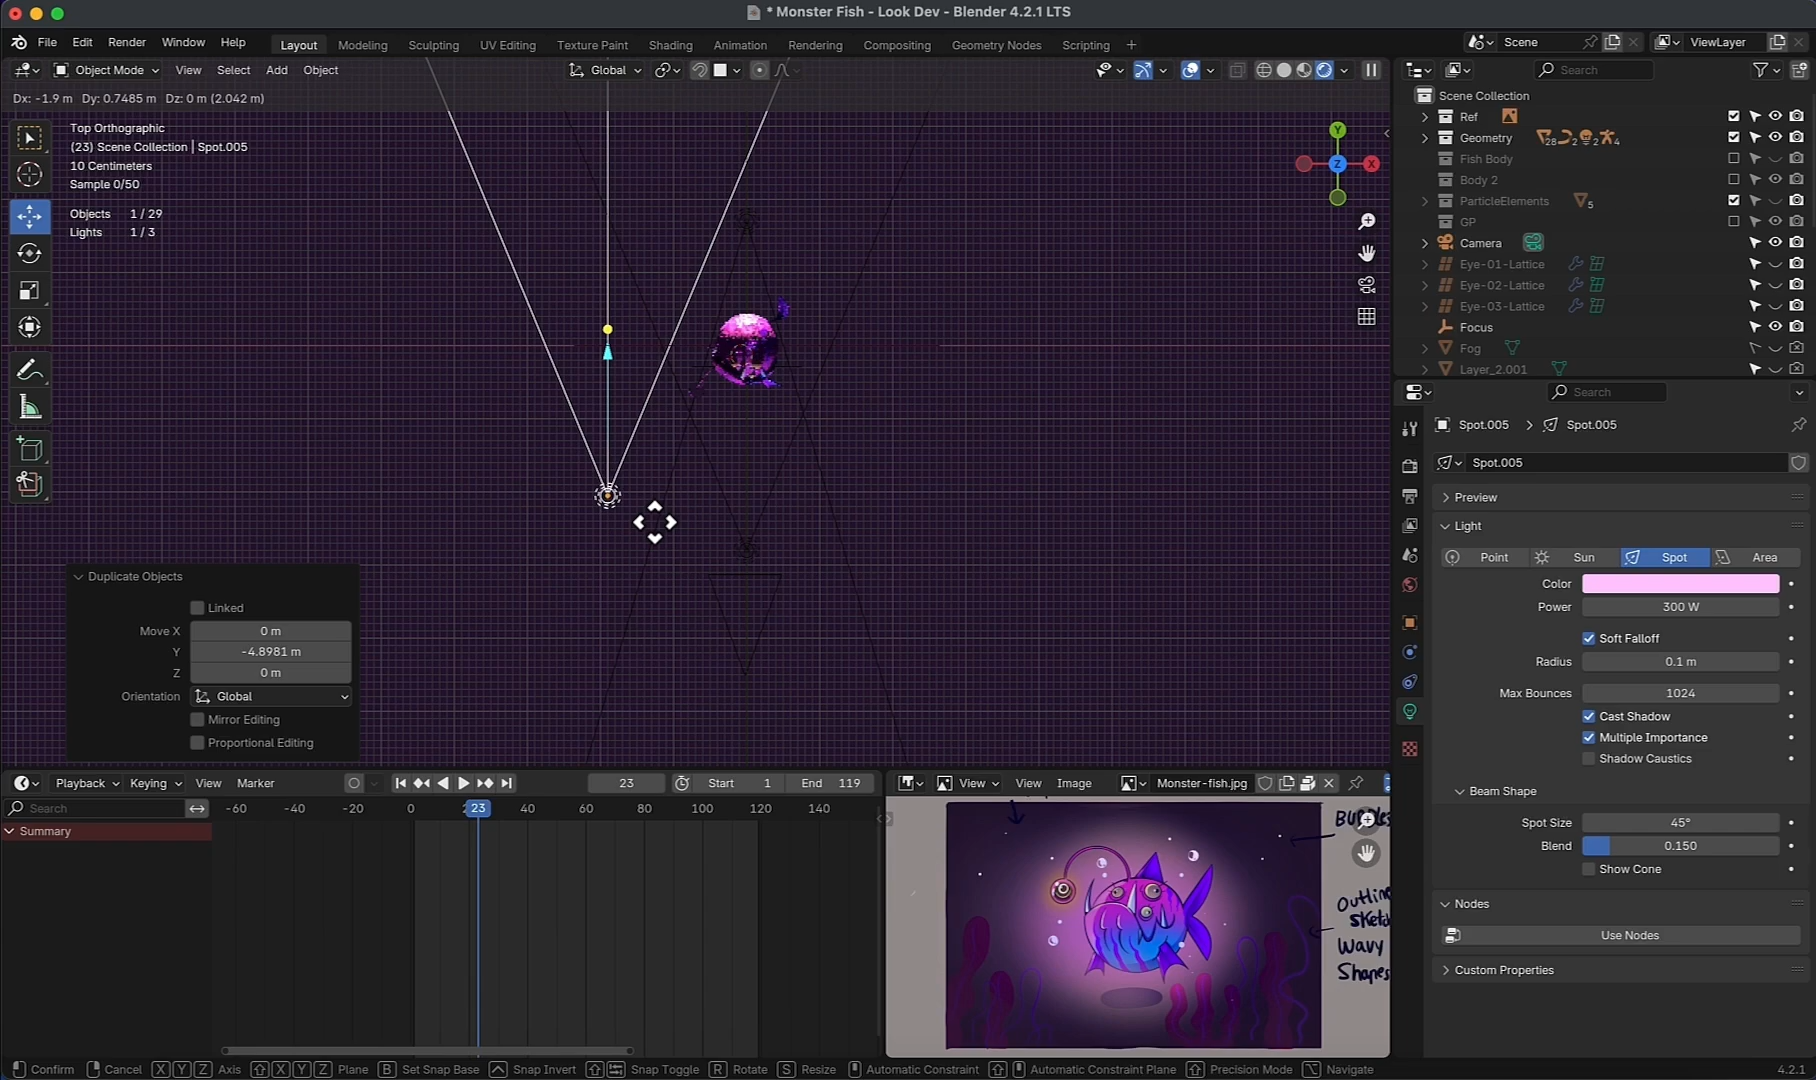 * Monster Fish - Look Dev - Blender 4.2.1 LTS
File Edit Render Window Help Layout Modeling Sculpting UV Editing Texture Paint Shading Animation Rendering Compositing Geometry Nodes Scripting + Scene ViewLayer
Object Mode View Select Add Object Global Search
Dx: -1.9 m Dy: 0.7485 m Dz: 0 m (2.042 m)
Top Orthographic
(23) Scene Collection | Spot.005
10 Centimeters
Sample 0/50
Objects 1 / 29
Lights 1 / 3
Y
Z
X
Duplicate Objects
Linked
Move X 0 m
Y -4.8981 m
Z 0 m
Orientation Global
Mirror Editing
Proportional Editing
Scene Collection
Ref
Geometry 28 2 2 4
Fish Body
Body 2
ParticleElements 5
GP
Camera
Eye-01-Lattice
Eye-02-Lattice
Eye-03-Lattice
Focus
Fog
Layer_2.001
Search
Spot.005 > Spot.005
Spot.005
Preview
Light
Point Sun Spot Area
Color
Power 300 W
Soft Falloff
Radius 0.1 m
Max Bounces 1024
Cast Shadow
Multiple Importance
Shadow Caustics
Beam Shape
Spot Size 45°
Blend 0.150
Show Cone
Nodes
Use Nodes
Custom Properties
Playback Keying View Marker 23 Start 1 End 119
Search -60 -40 -20 0 23 40 60 80 100 120 140
Summary
View View Image Monster-fish.jpg
Outline
Sketch
Wavy
Shapes
Confirm Cancel X Y Z Axis X Y Z Plane B Set Snap Base Snap Invert Snap Toggle R Rotate S Resize Automatic Constraint Automatic Constraint Plane Precision Mode Navigate 4.2.1